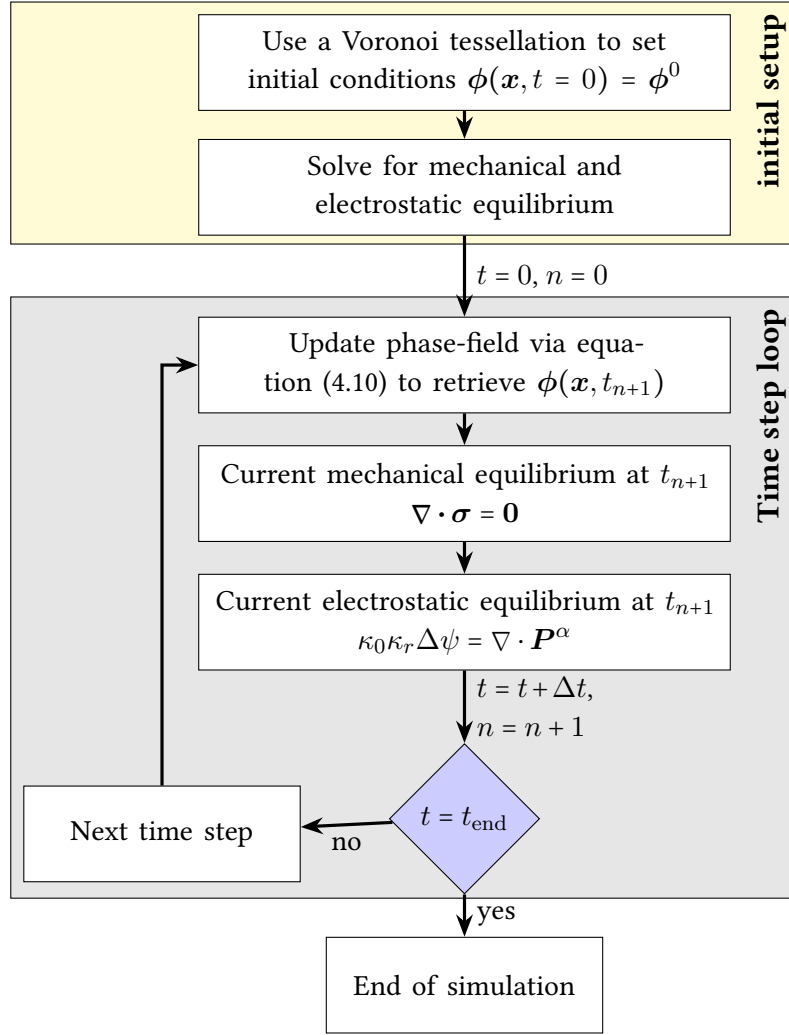 Use a Voronoi tessellation to set
initial conditions ϕ(x, t = 0) = ϕ⁰
initial setup
Solve for mechanical and
electrostatic equilibrium
t = 0, n = 0
Update phase-field via equa-
tion (4.10) to retrieve ϕ(x, tₙ₊₁)
Time step loop
Current mechanical equilibrium at tₙ₊₁
∇ · σ = 0
Current electrostatic equilibrium at tₙ₊₁
κ₀κᵣΔψ = ∇ · Pᵅ
t = t + Δt,
n = n + 1
t = t_end
Next time step
no
yes
End of simulation